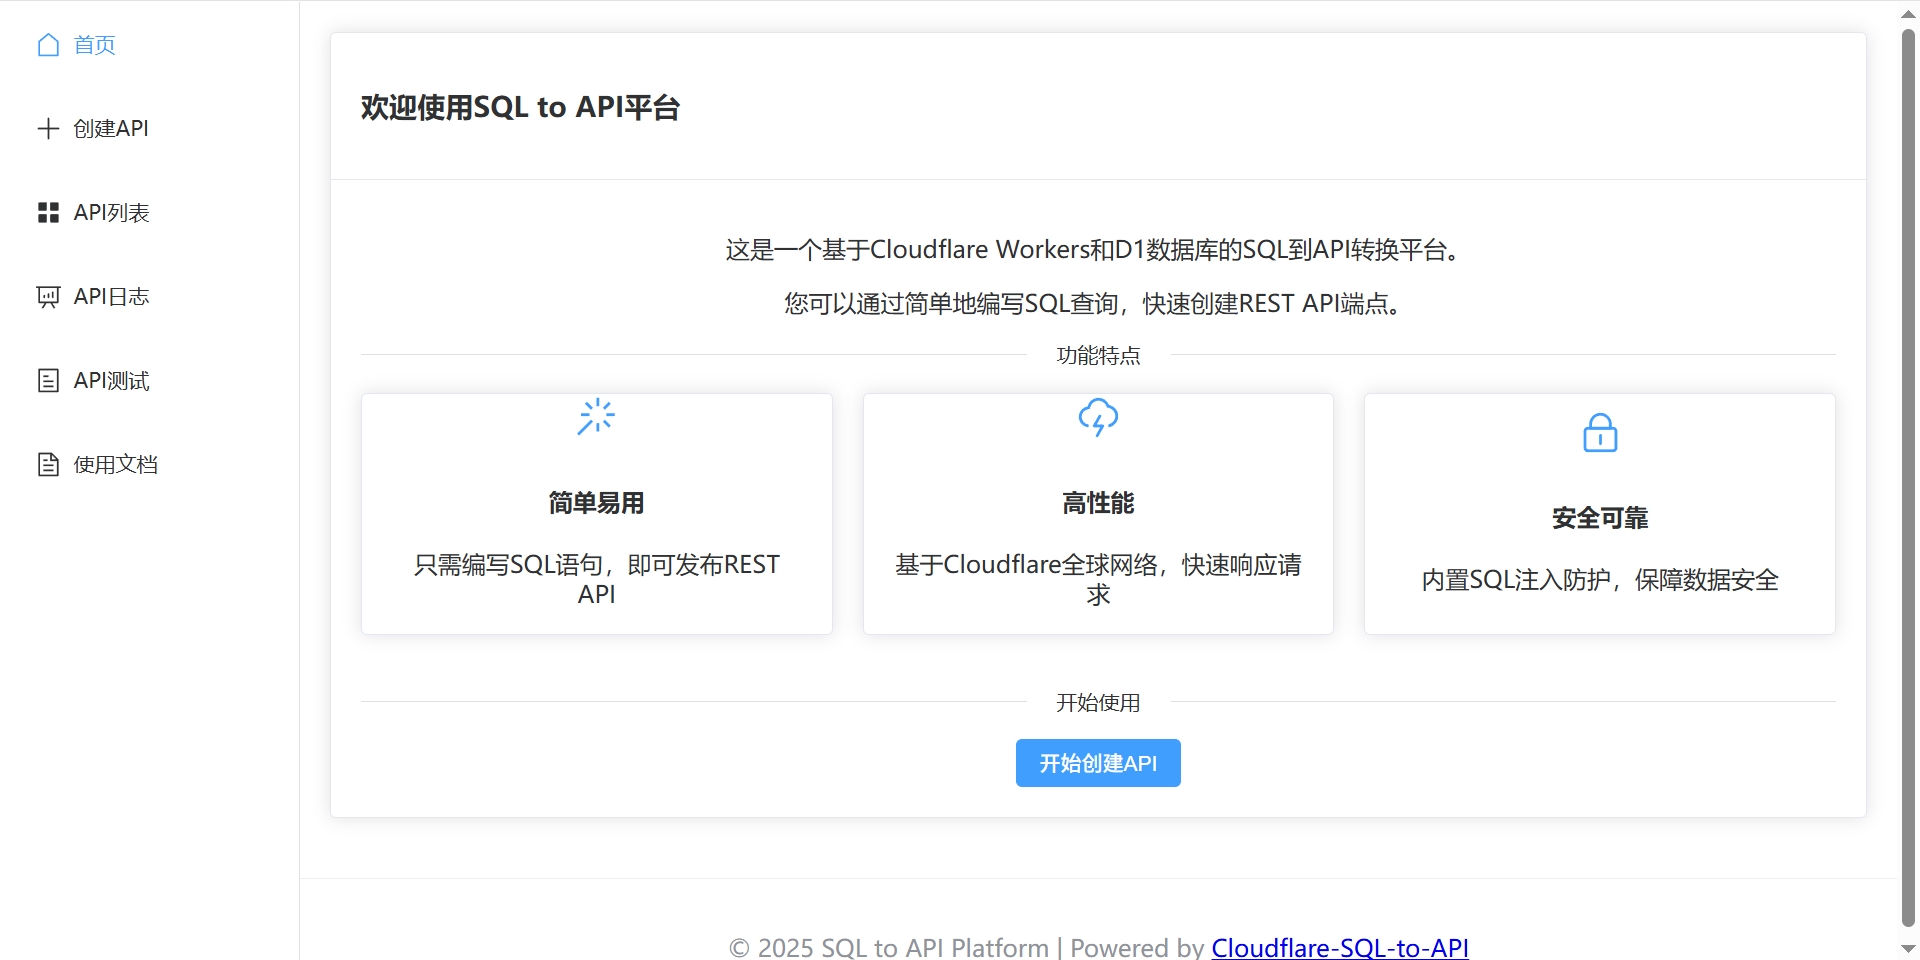 首页
创建API
API列表
API日志
API测试
使用文档
欢迎使用SQL to API平台
这是一个基于Cloudflare Workers和D1数据库的SQL到API转换平台。
您可以通过简单地编写SQL查询，快速创建REST API端点。
功能特点
简单易用
只需编写SQL语句，即可发布REST
API
高性能
基于Cloudflare全球网络，快速响应请
求
安全可靠
内置SQL注入防护，保障数据安全
开始使用
开始创建API
© 2025 SQL to API Platform | Powered by Cloudflare-SQL-to-API